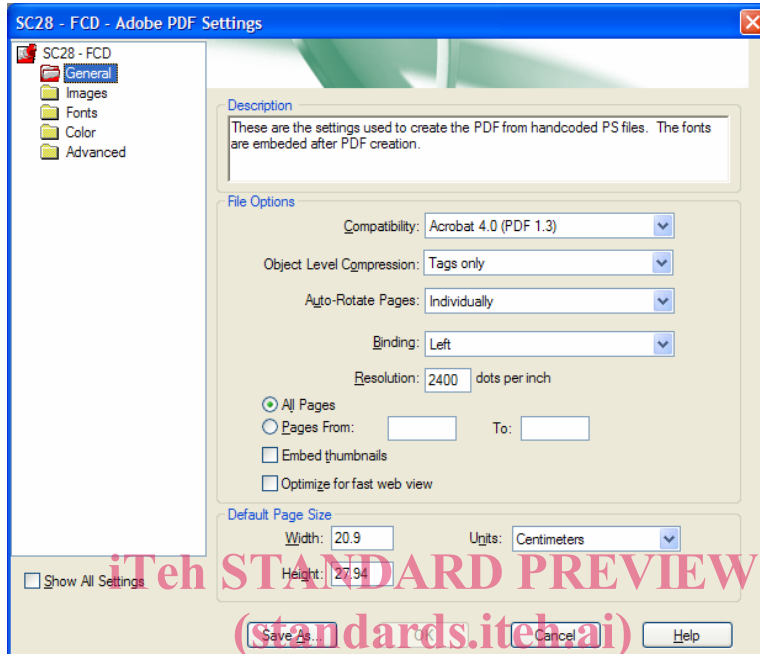 SC28 - FCD - Adobe PDF Settings
SC28 - FCD
General
Images
Fonts
Color
Advanced
Description
These are the settings used to create the PDF from handcoded PS files. The fonts
are embeded after PDF creation.
File Options
Compatibility: Acrobat 4.0 (PDF 1.3)
Object Level Compression: Tags only
Auto-Rotate Pages: Individually
Binding: Left
Resolution: 2400 dots per inch
All Pages
Pages From: To:
Embed thumbnails
Optimize for fast web view
Default Page Size
Width: 20.9 Units: Centimeters
Height: 27.94
Show All Settings
iTeh STANDARD PREVIEW
(standards.iteh.ai)
Save As... OK Cancel Help